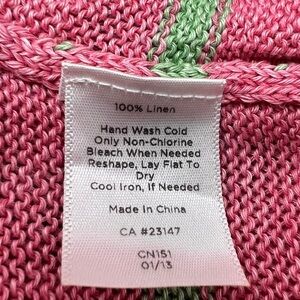 100% Linen
Hand Wash Cold
Only Non-Chlorine
Bleach When Needed
Reshape, Lay Flat To
Dry
Cool Iron, If Needed
Made In China
CA #23147
CN151
01/13